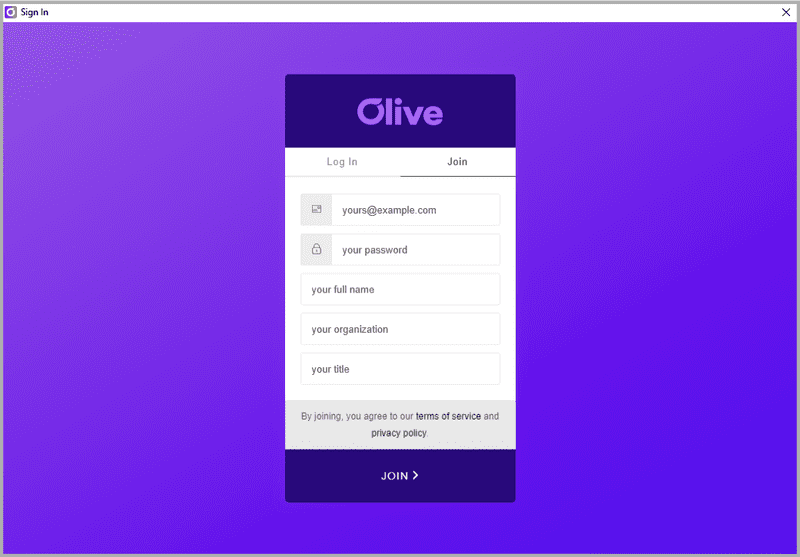 Sign In
Olive
Log In
Join
yours@example.com
your password
your full name
your organization
your title
By joining, you agree to our terms of service and
privacy policy.
JOIN